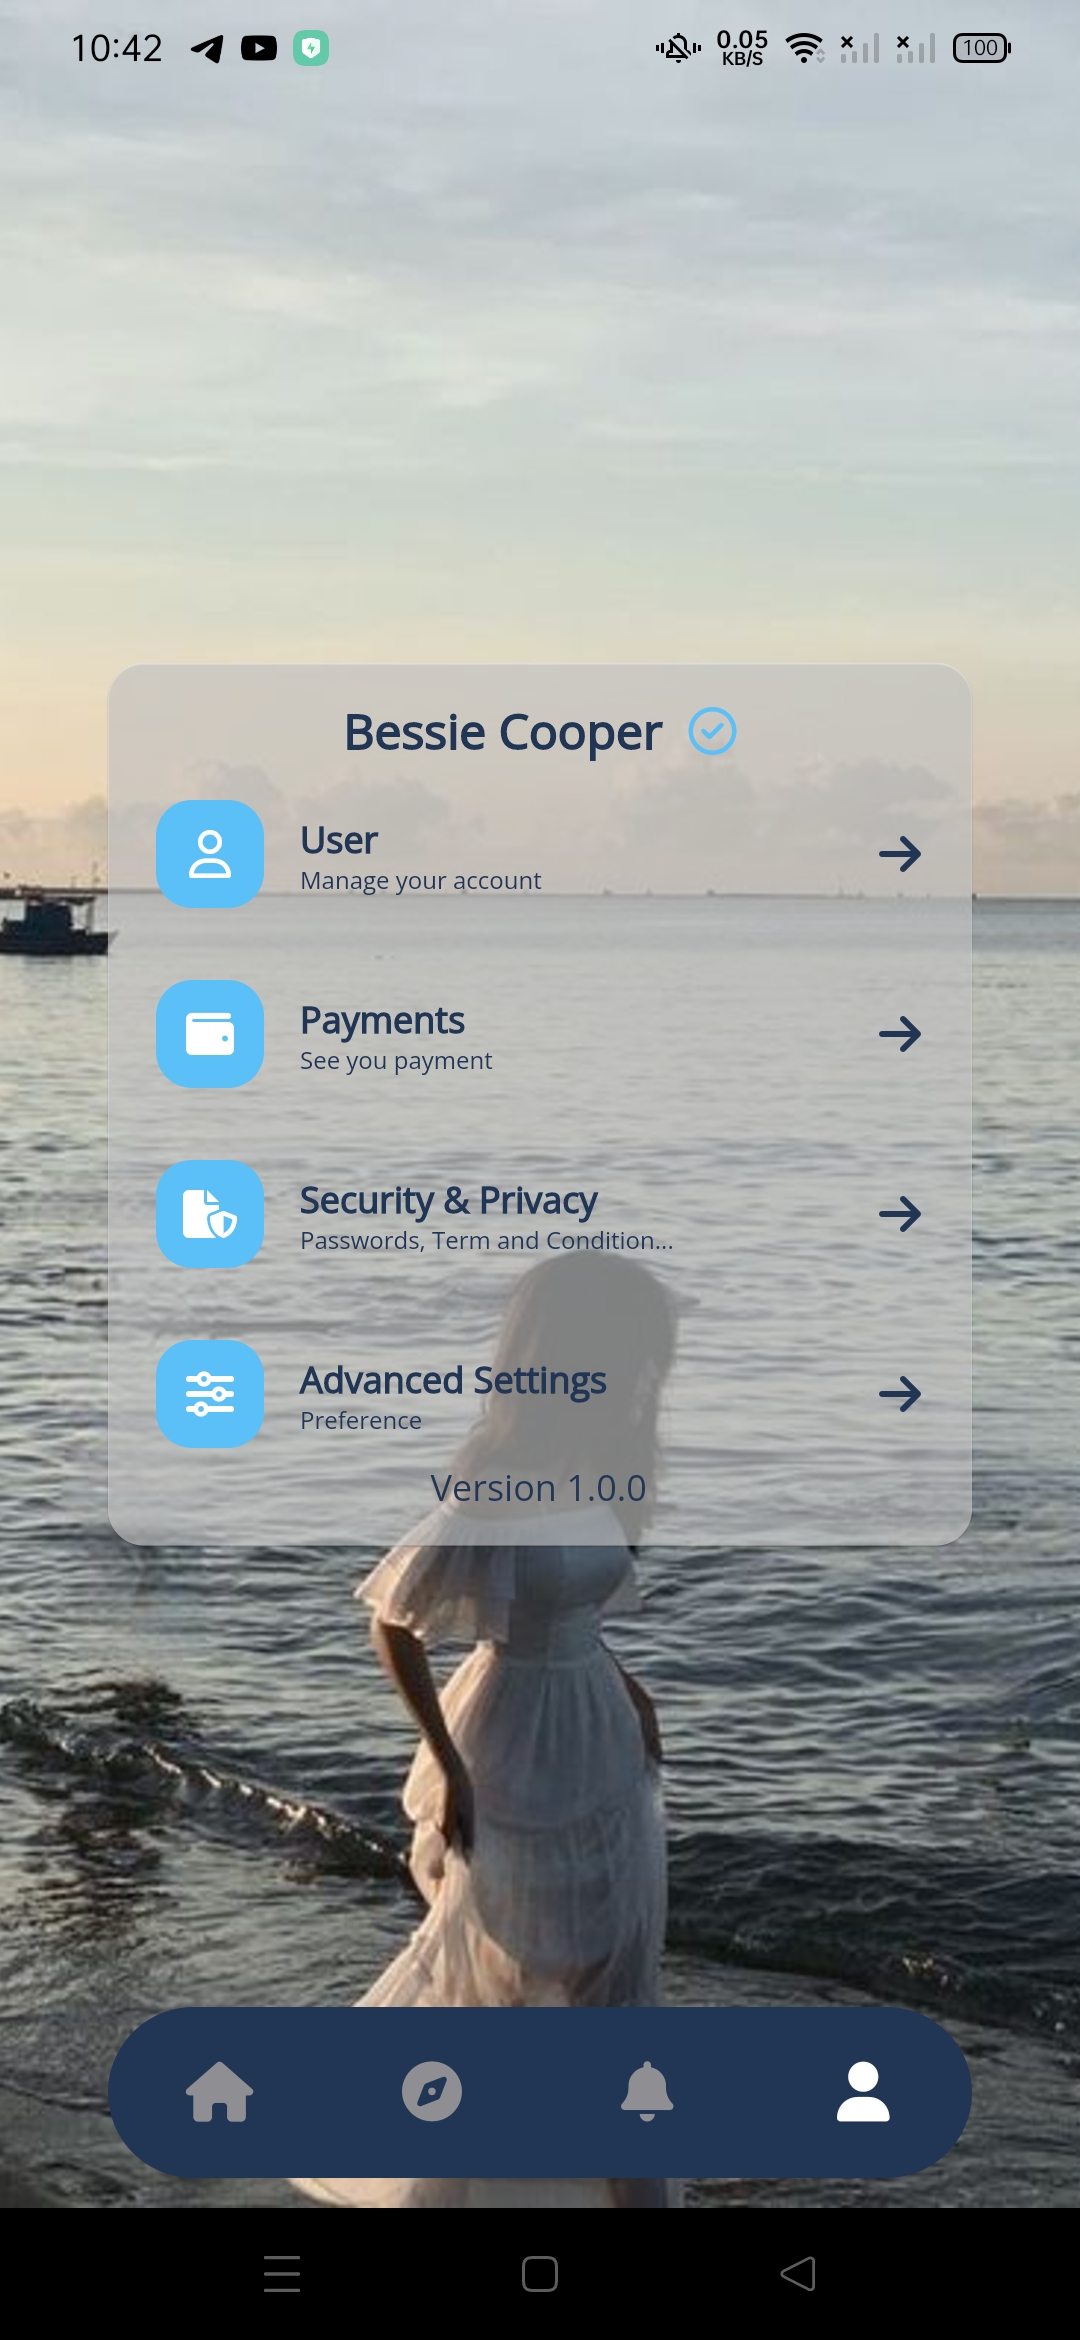 10:42
0.05
KB/S
100
Bessie Cooper
User
Manage your account
Payments
See you payment
Security & Privacy
Passwords, Term and Condition...
Advanced Settings
Preference
Version 1.0.0